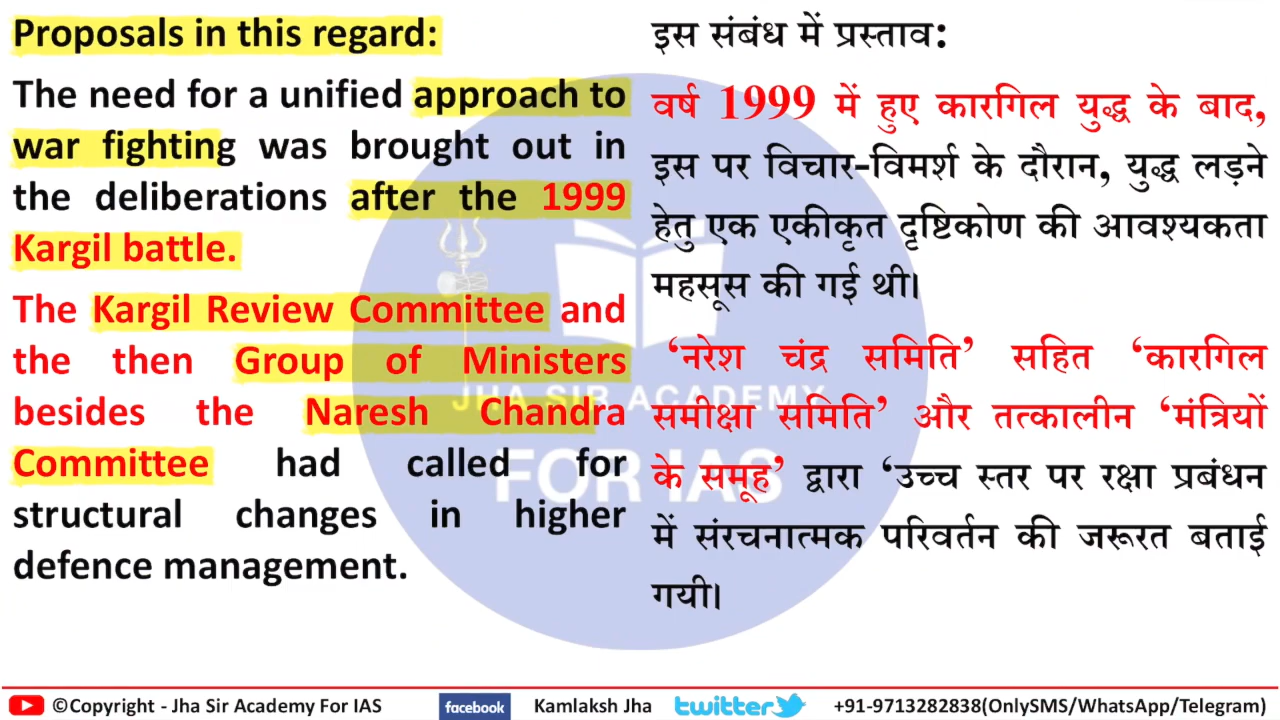 Proposals in this regard:
The need for a unified approach to
war fighting was brought out in
the deliberations after the 1999
Kargil battle.
The Kargil Review Committee and
the then Group of Ministers
besides the Naresh Chandra
Committee had called for
structural changes in higher
defence management.
इस संबंध में प्रस्ताव:
वर्ष 1999 में हुए कारगिल युद्ध के बाद,
इस पर विचार-विमर्श के दौरान, युद्ध लड़ने
हेतु एक एकीकृत दृष्टिकोण की आवश्यकता
महसूस की गई थी।
‘नरेश चंद्र समिति’ सहित ‘कारगिल
समीक्षा समिति’ और तत्कालीन ‘मंत्रियों
के समूह’ द्वारा ‘उच्च स्तर पर रक्षा प्रबंधन
में संरचनात्मक परिवर्तन की जरूरत बताई
गयी।
JHA SIR ACADEMY
FOR IAS
©Copyright - Jha Sir Academy For IAS facebook Kamlaksh Jha twitter +91-9713282838(OnlySMS/WhatsApp/Telegram)